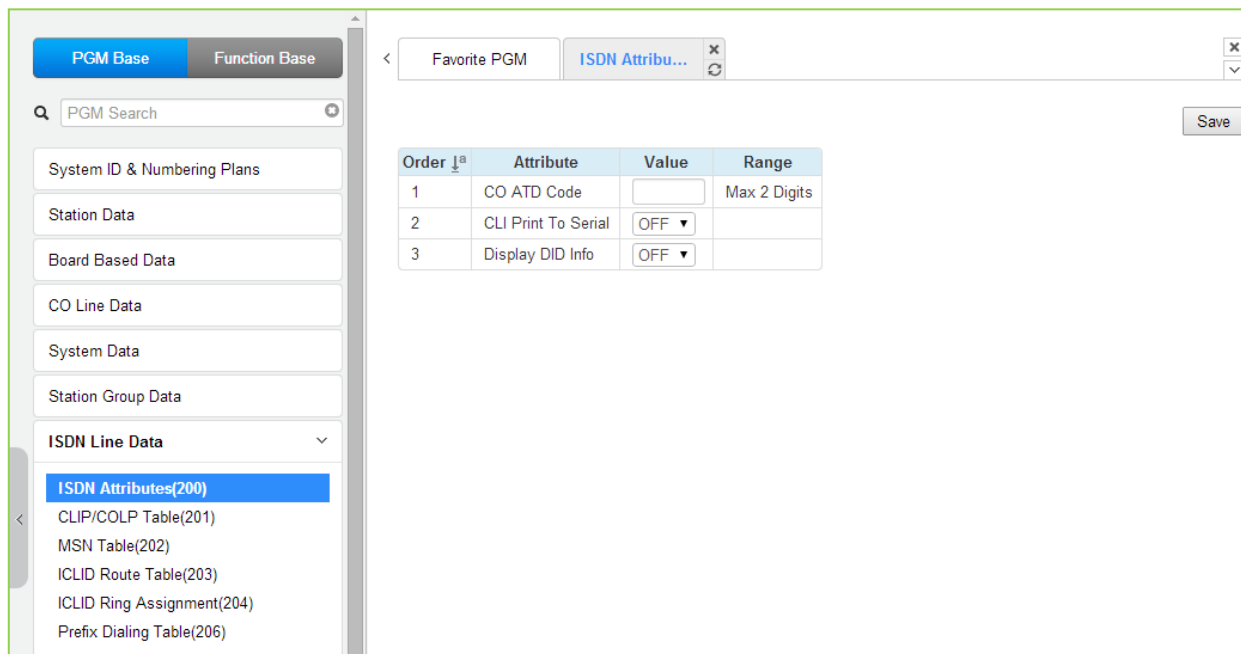 PGM Base Function Base
PGM Search
System ID & Numbering Plans
Station Data
Board Based Data
CO Line Data
System Data
Station Group Data
ISDN Line Data
ISDN Attributes(200)
CLIP/COLP Table(201)
MSN Table(202)
ICLID Route Table(203)
ICLID Ring Assignment(204)
Prefix Dialing Table(206)
Favorite PGM ISDN Attribu...
Save
Order Attribute Value Range
1 CO ATD Code Max 2 Digits
2 CLI Print To Serial OFF
3 Display DID Info OFF